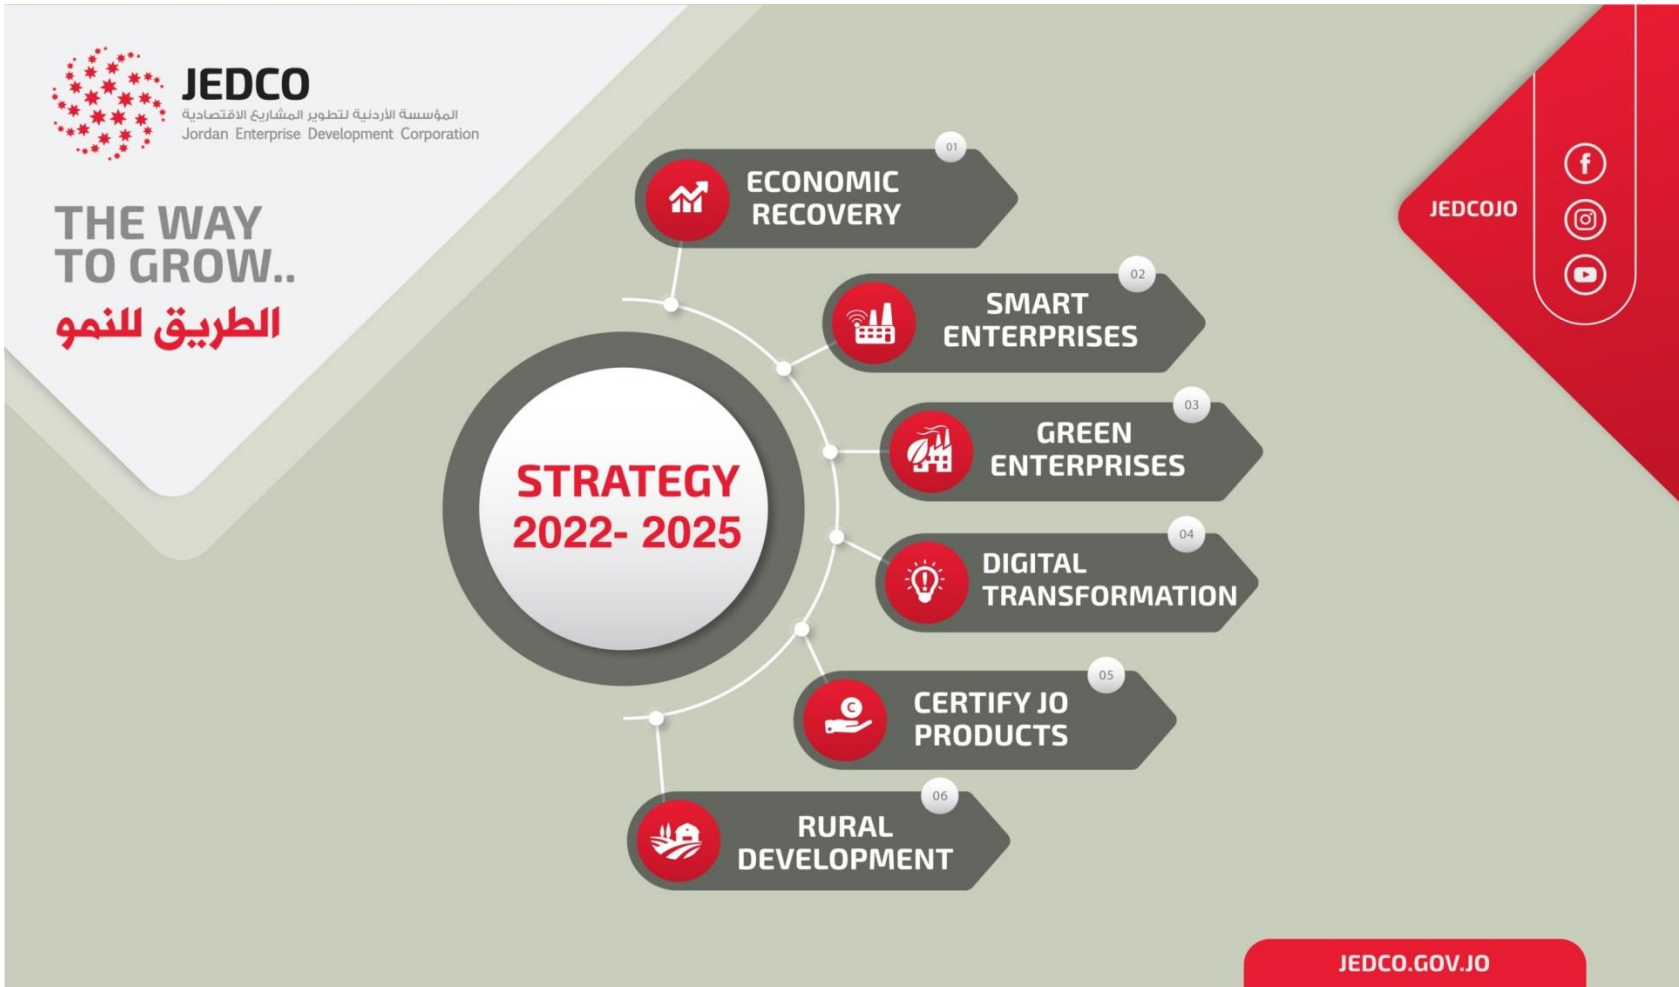 JEDCO
المؤسسة الأردنية لتطوير المشاريع الاقتصادية
Jordan Enterprise Development Corporation
THE WAY
TO GROW..
الطريق للنمو
STRATEGY
2022- 2025
01
ECONOMIC
RECOVERY
02
SMART
ENTERPRISES
03
GREEN
ENTERPRISES
04
DIGITAL
TRANSFORMATION
05
C
CERTIFY JO
PRODUCTS
06
RURAL
DEVELOPMENT
JEDCOJO
f
JEDCO.GOV.JO